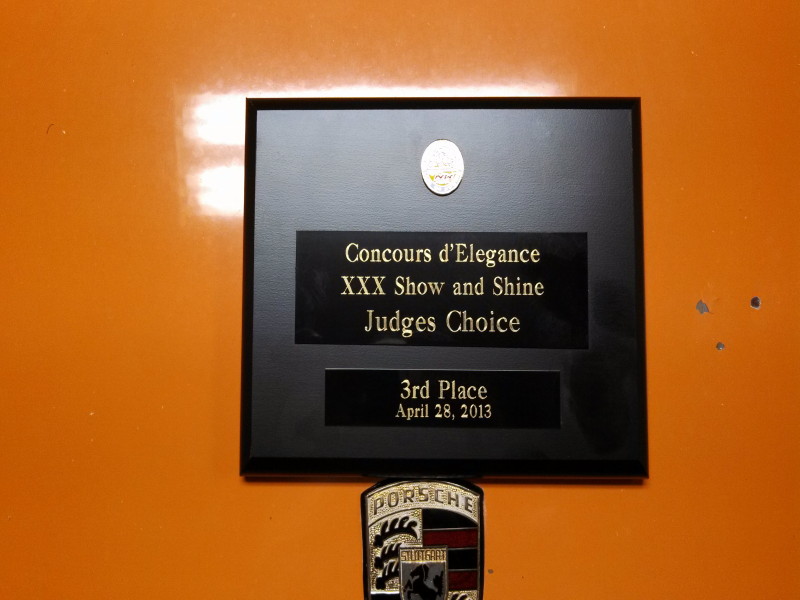 Concours d'Elegance
XXX Show and Shine
Judges Choice
3rd Place
April 28, 2013
PORSCHE
STUTTGART